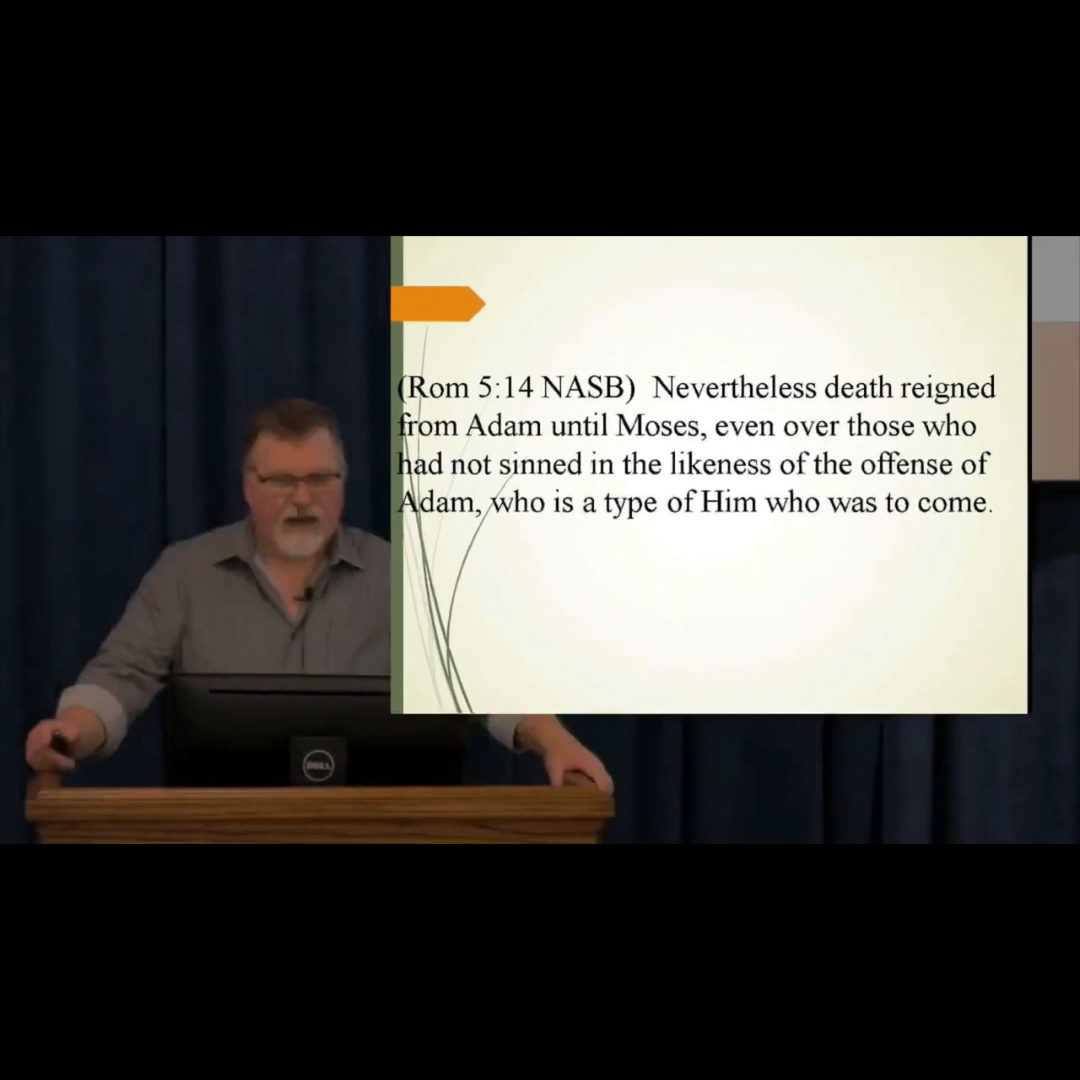 (Rom 5:14 NASB) Nevertheless death reigned
from Adam until Moses, even over those who
had not sinned in the likeness of the offense of
Adam, who is a type of Him who was to come.
DELL